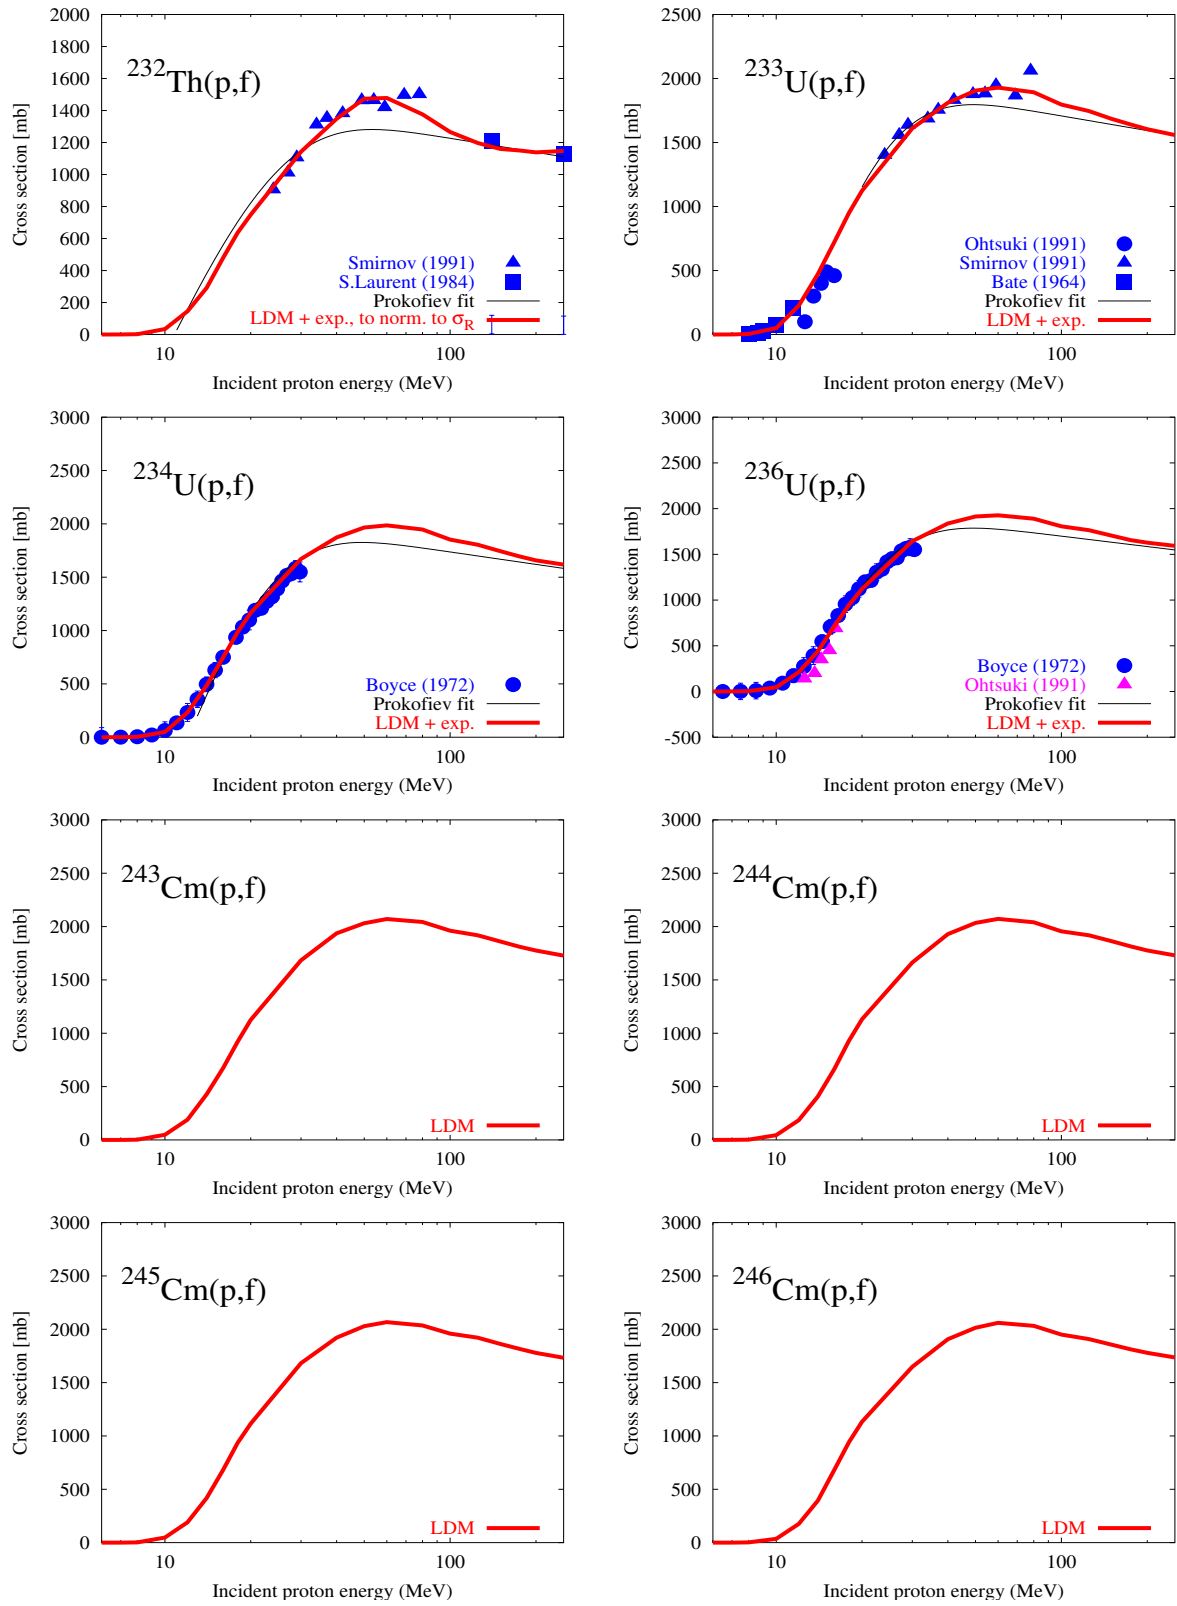 ²³²Th(p,f)
Cross section [mb]
2000
1800
1600
1400
1200
1000
800
600
400
200
0
Smirnov (1991)
S.Laurent (1984)
Prokofiev fit
LDM + exp., to norm. to σ_R
10 100
Incident proton energy (MeV)
²³³U(p,f)
Cross section [mb]
2500
2000
1500
1000
500
0
Ohtsuki (1991)
Smirnov (1991)
Bate (1964)
Prokofiev fit
LDM + exp.
10 100
Incident proton energy (MeV)
²³⁴U(p,f)
Cross section [mb]
3000
2500
2000
1500
1000
500
0
Boyce (1972)
Prokofiev fit
LDM + exp.
10 100
Incident proton energy (MeV)
²³⁶U(p,f)
Cross section [mb]
3000
2500
2000
1500
1000
500
0
-500
Boyce (1972)
Ohtsuki (1991)
Prokofiev fit
LDM + exp.
10 100
Incident proton energy (MeV)
²⁴³Cm(p,f)
Cross section [mb]
3000
2500
2000
1500
1000
500
0
LDM
10 100
Incident proton energy (MeV)
²⁴⁴Cm(p,f)
Cross section [mb]
3000
2500
2000
1500
1000
500
0
LDM
10 100
Incident proton energy (MeV)
²⁴⁵Cm(p,f)
Cross section [mb]
3000
2500
2000
1500
1000
500
0
LDM
10 100
Incident proton energy (MeV)
²⁴⁶Cm(p,f)
Cross section [mb]
3000
2500
2000
1500
1000
500
0
LDM
10 100
Incident proton energy (MeV)